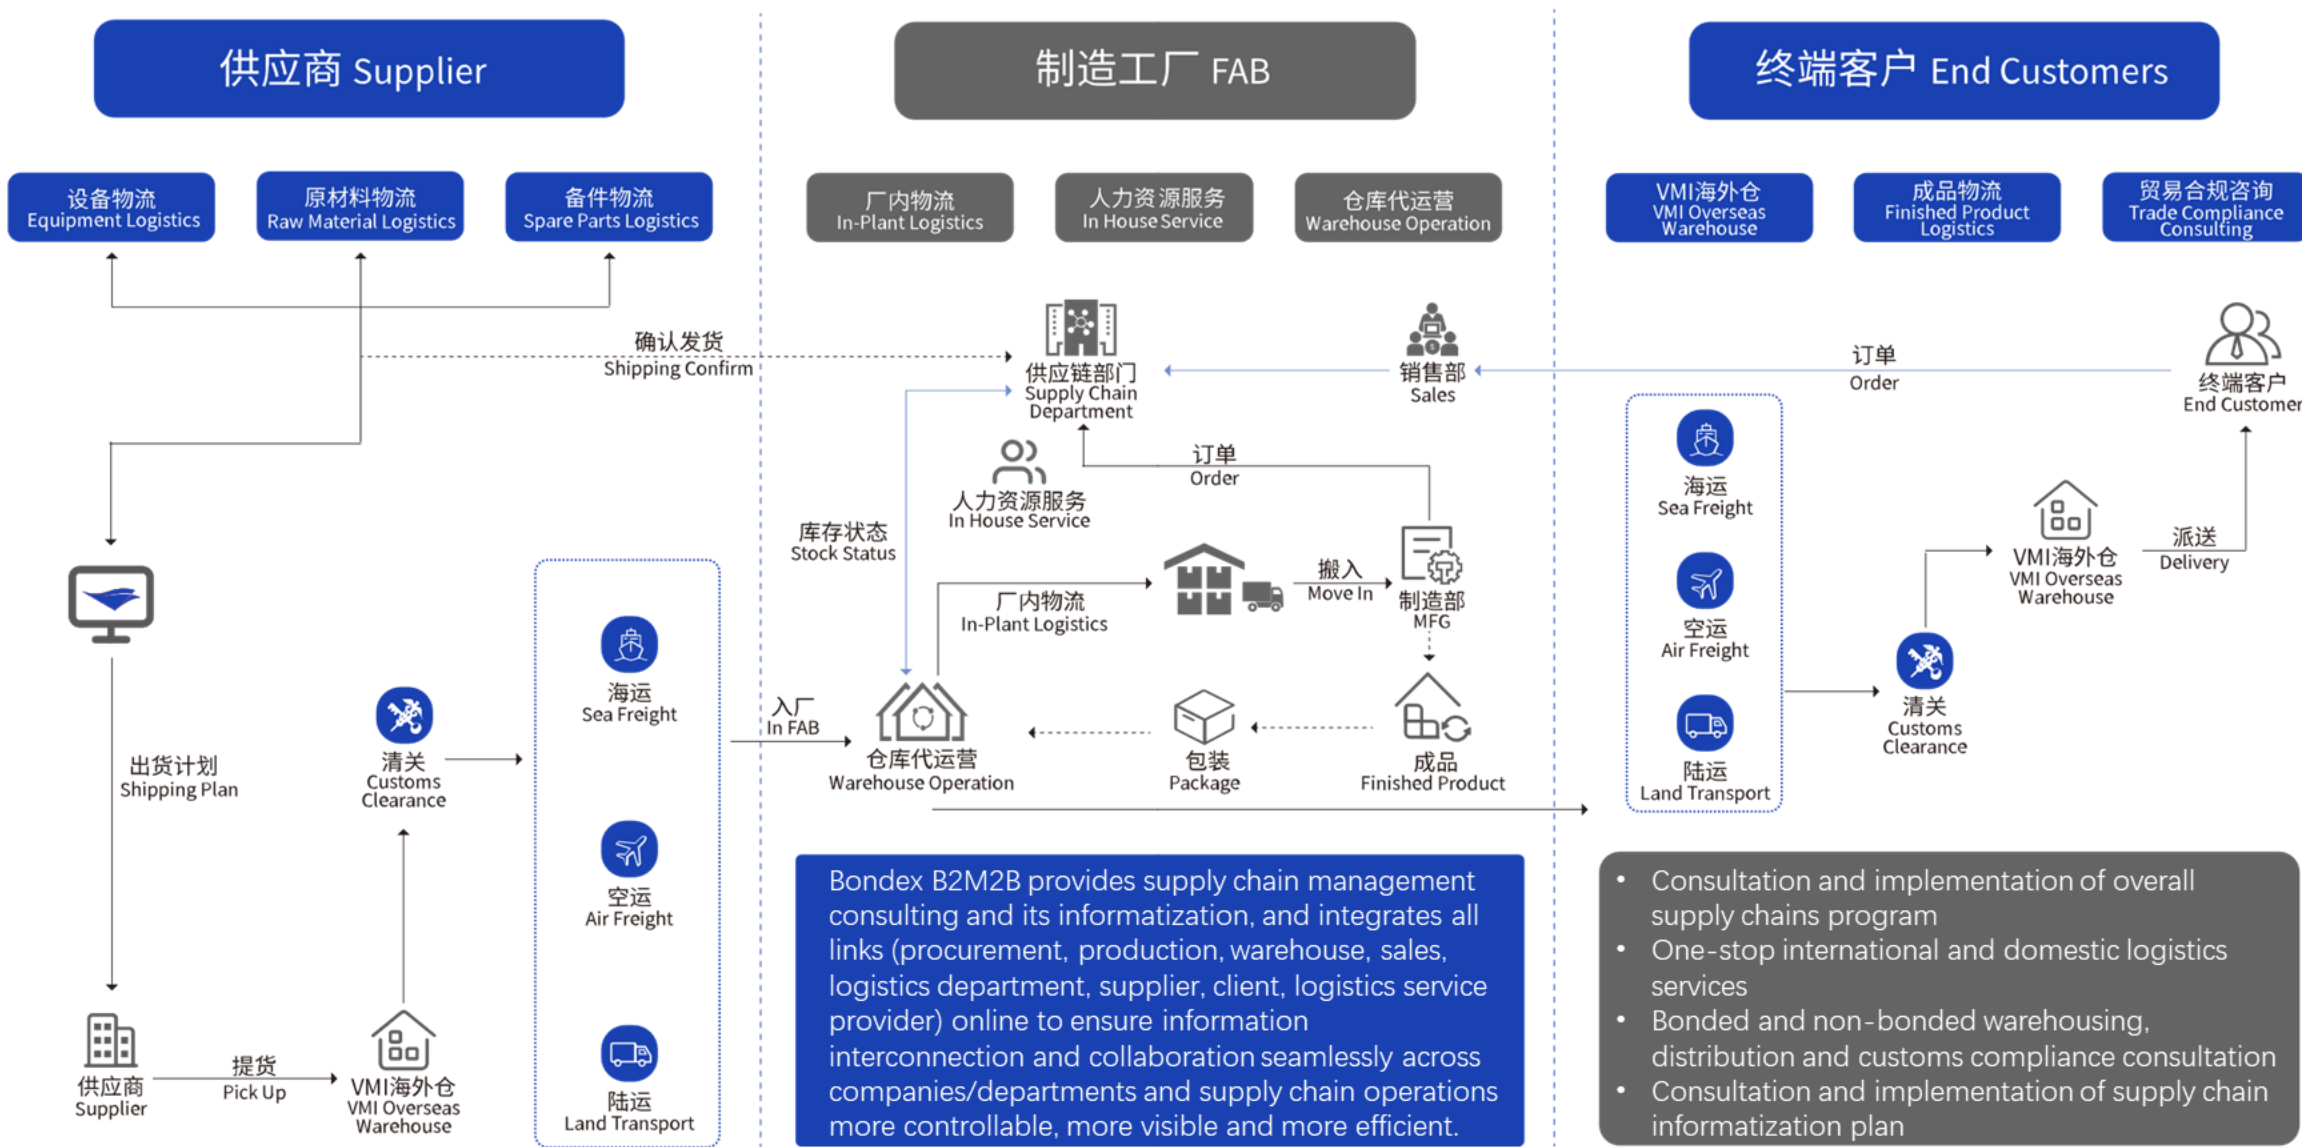 供应商 Supplier
制造工厂 FAB
终端客户 End Customers
设备物流
Equipment Logistics
原材料物流
Raw Material Logistics
备件物流
Spare Parts Logistics
厂内物流
In-Plant Logistics
人力资源服务
In House Service
仓库代运营
Warehouse Operation
VMI海外仓
VMI Overseas
Warehouse
成品物流
Finished Product
Logistics
贸易合规咨询
Trade Compliance
Consulting
确认发货
Shipping Confirm
出货计划
Shipping Plan
供应商
Supplier
提货
Pick Up
VMI海外仓
VMI Overseas
Warehouse
清关
Customs
Clearance
海运
Sea Freight
空运
Air Freight
陆运
Land Transport
入厂
In FAB
供应链部门
Supply Chain
Department
销售部
Sales
人力资源服务
In House Service
订单
Order
库存状态
Stock Status
厂内物流
In-Plant Logistics
搬入
Move In
制造部
MFG
仓库代运营
Warehouse Operation
包装
Package
成品
Finished Product
订单
Order
终端客户
End Customer
海运
Sea Freight
空运
Air Freight
陆运
Land Transport
清关
Customs
Clearance
VMI海外仓
VMI Overseas
Warehouse
派送
Delivery
Bondex B2M2B provides supply chain management
consulting and its informatization, and integrates all
links (procurement, production, warehouse, sales,
logistics department, supplier, client, logistics service
provider) online to ensure information
interconnection and collaboration seamlessly across
companies/departments and supply chain operations
more controllable, more visible and more efficient.
• Consultation and implementation of overall
supply chains program
• One-stop international and domestic logistics
services
• Bonded and non-bonded warehousing,
distribution and customs compliance consultation
• Consultation and implementation of supply chain
informatization plan